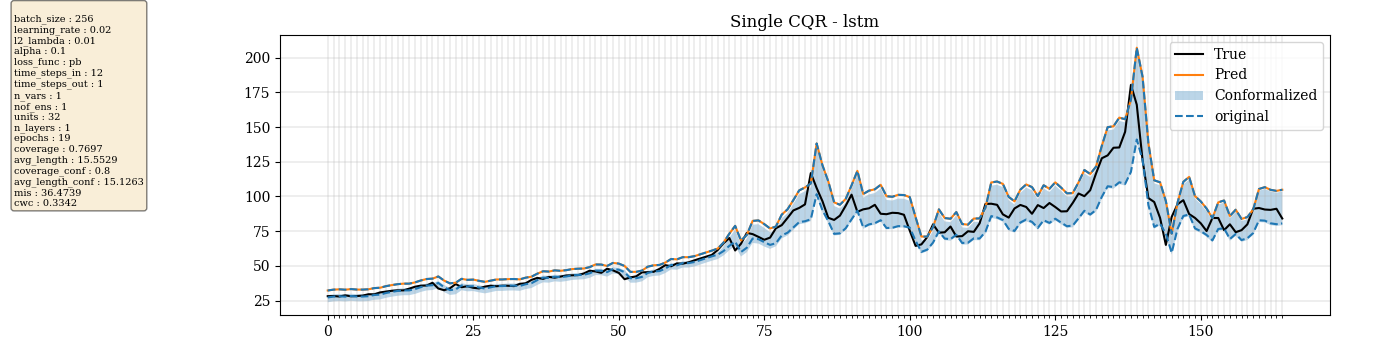 batch_size : 256
learning_rate : 0.02
l2_lambda : 0.01
alpha : 0.1
loss_func : pb
time_steps_in : 12
time_steps_out : 1
n_vars : 1
nof_ens : 1
units : 32
n_layers : 1
epochs : 19
coverage : 0.7697
avg_length : 15.5529
coverage_conf : 0.8
avg_length_conf : 15.1263
mis : 36.4739
cwc : 0.3342
Single CQR - lstm
200
175
150
125
100
75
50
25
0 25 50 75 100 125 150
True
Pred
Conformalized
original